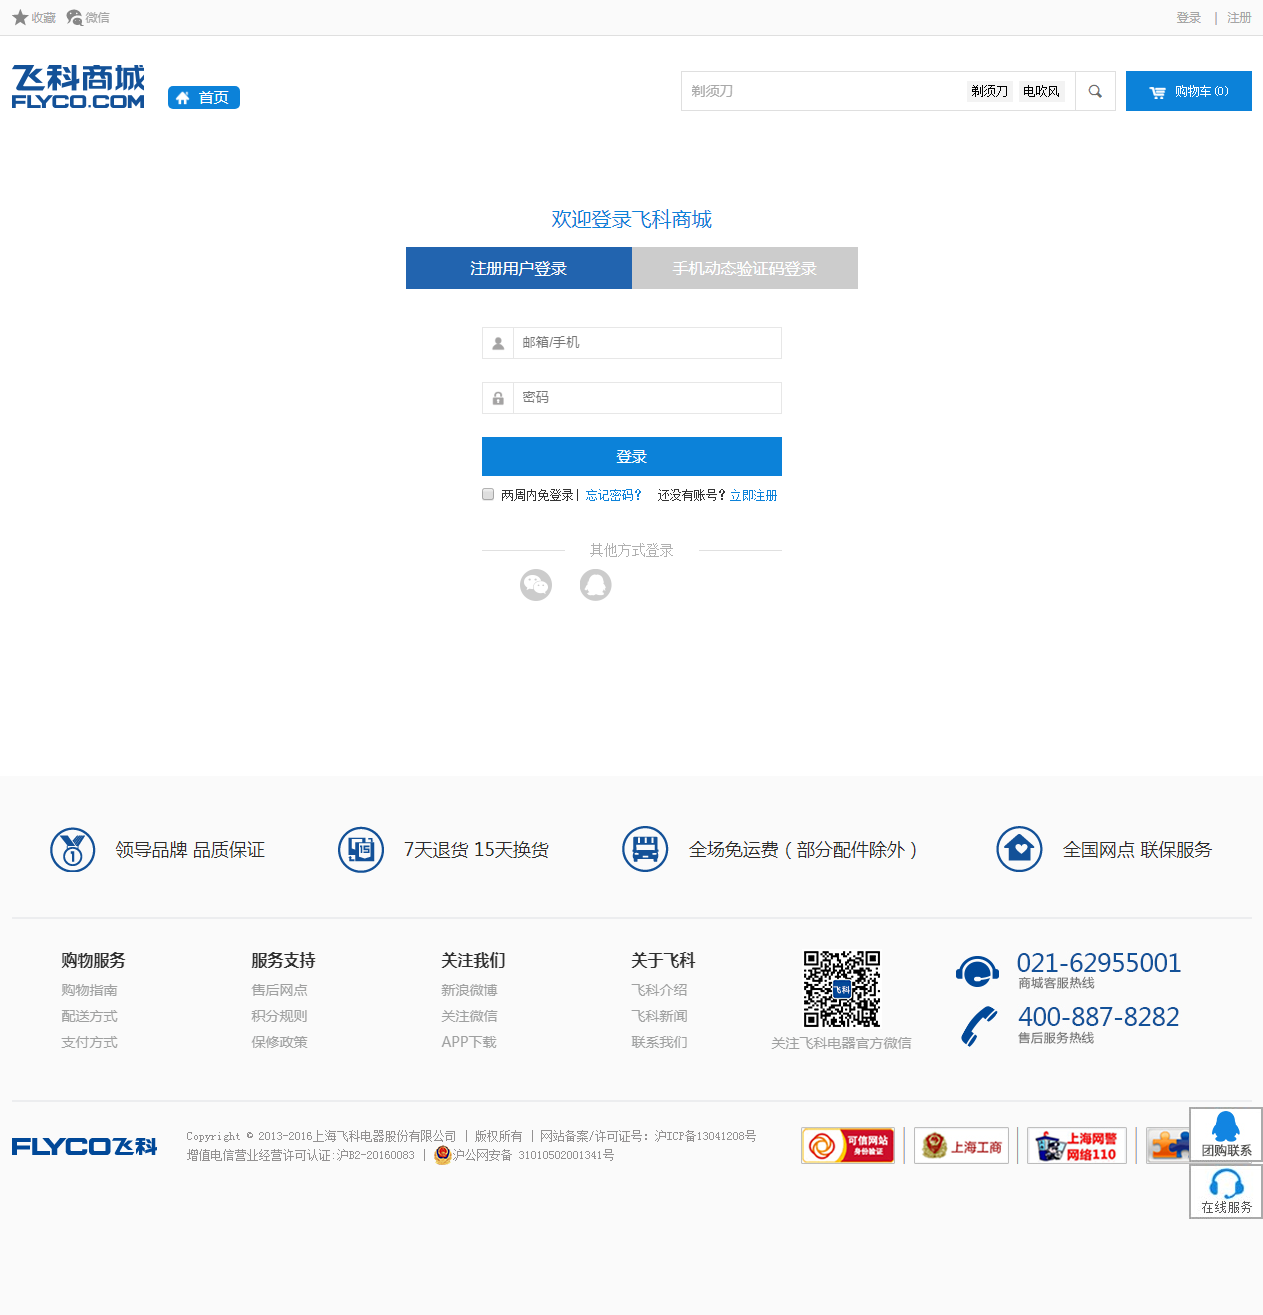 收藏 微信 登录 | 注册
飞科商城
FLYCO.COM 首页
剃须刀 剃须刀 电吹风 购物车(0)
欢迎登录飞科商城
注册用户登录 手机动态验证码登录
邮箱/手机
密码
登录
两周内免登录| 忘记密码? 还没有账号? 立即注册
其他方式登录
1 领导品牌 品质保证 15 7天退货 15天换货 全场免运费 ( 部分配件除外 ) 全国网点 联保服务
购物服务 服务支持 关注我们 关于飞科 021-62955001
商城客服热线
购物指南 售后网点 新浪微博 飞科介绍 飞科
配送方式 积分规则 关注微信 飞科新闻 400-887-8282
支付方式 保修政策 APP下载 联系我们 关注飞科电器官方微信 售后服务热线
FLYCO飞科
Copyright © 2013-2016上海飞科电器股份有限公司 | 版权所有 | 网站备案/许可证号: 沪ICP备13041208号
增值电信营业经营许可认证:沪B2-20160083 | 沪公网安备 31010502001341号
可信网站
身份验证
上海工商
上海网警
网络110
团购联系
在线服务